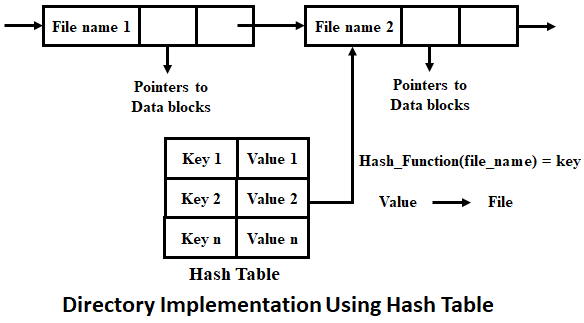 File name 1
File name 2
Pointers to
Data blocks
Pointers to
Data blocks
Key 1 Value 1
Key 2 Value 2
Key n Value n
Hash_Function(file_name) = key
Value File
Hash Table
Directory Implementation Using Hash Table